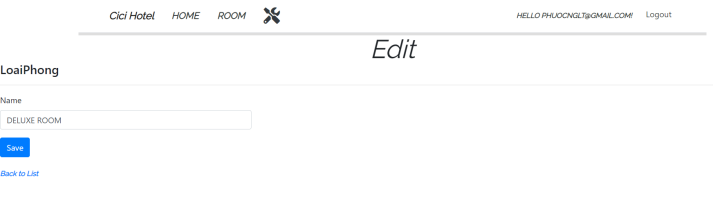 Cici Hotel HOME ROOM HELLO PHUOCNGLT@GMAIL.COM! Logout
Edit
LoaiPhong
Name
DELUXE ROOM
Save
Back to List